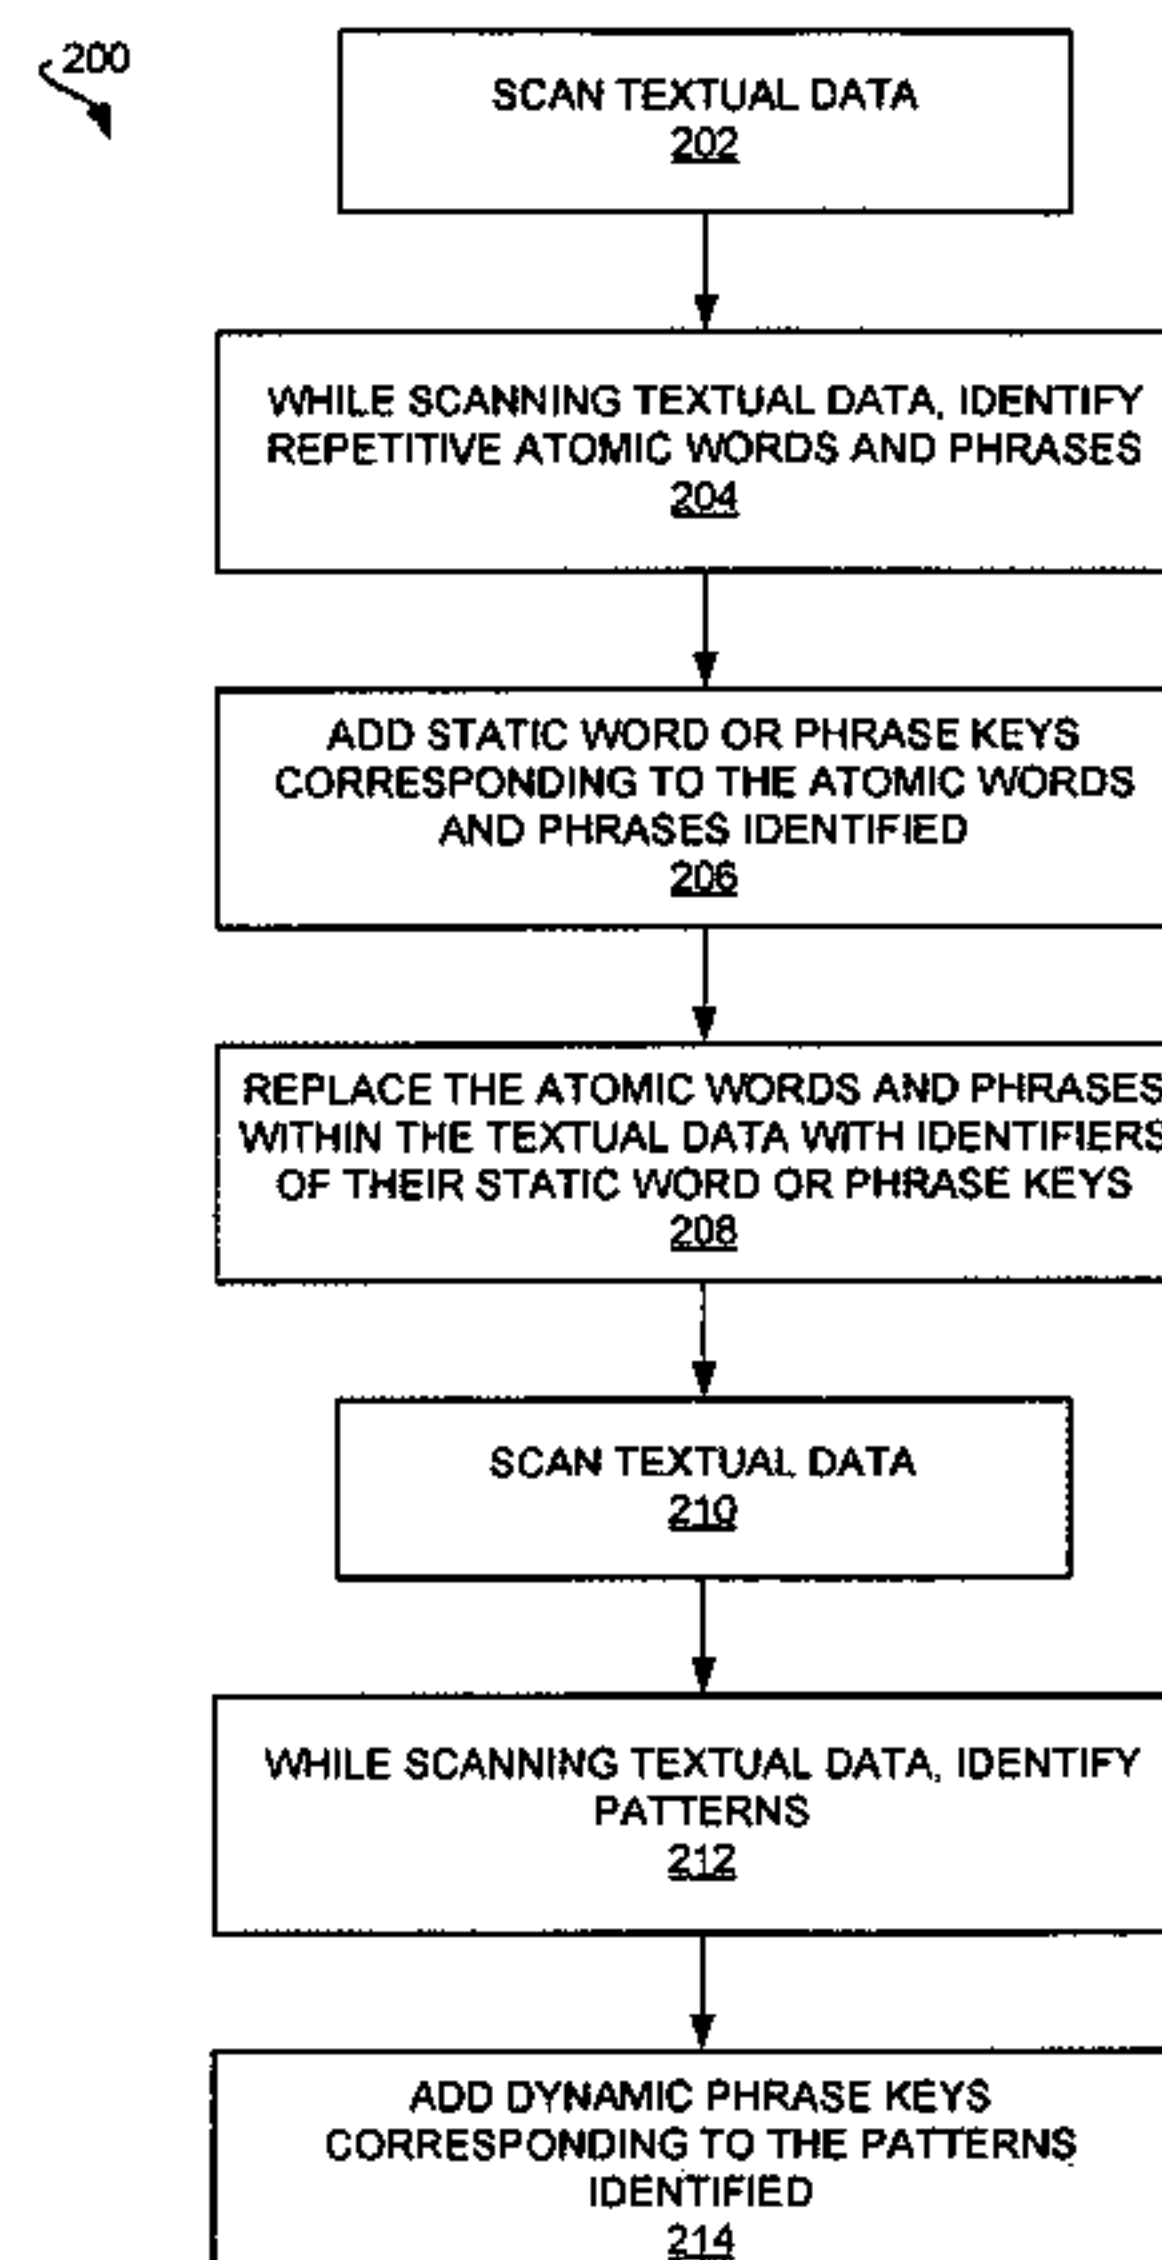 200
SCAN TEXTUAL DATA
202
WHILE SCANNING TEXTUAL DATA, IDENTIFY
REPETITIVE ATOMIC WORDS AND PHRASES
204
ADD STATIC WORD OR PHRASE KEYS
CORRESPONDING TO THE ATOMIC WORDS
AND PHRASES IDENTIFIED
206
REPLACE THE ATOMIC WORDS AND PHRASES
WITHIN THE TEXTUAL DATA WITH IDENTIFIERS
OF THEIR STATIC WORD OR PHRASE KEYS
208
SCAN TEXTUAL DATA
210
WHILE SCANNING TEXTUAL DATA, IDENTIFY
PATTERNS
212
ADD DYNAMIC PHRASE KEYS
CORRESPONDING TO THE PATTERNS
IDENTIFIED
214